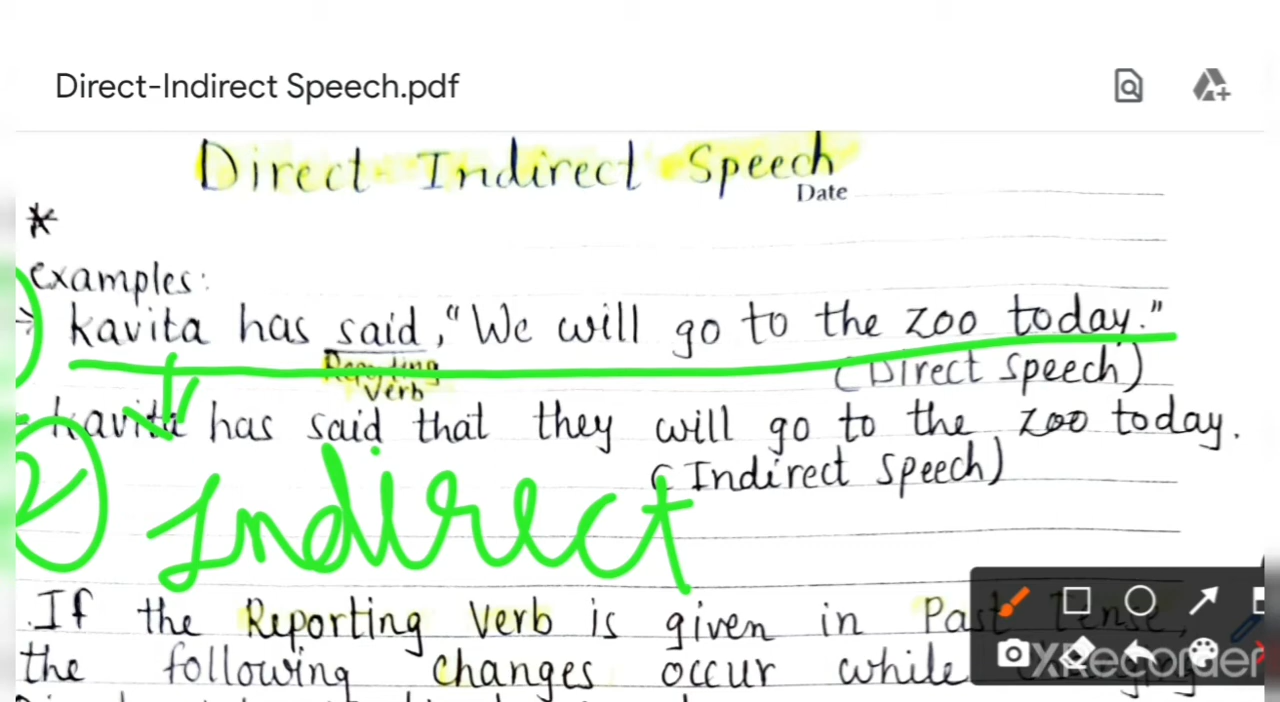 Direct-Indirect Speech.pdf
Direct Indirect Speech
Date
examples:
kavita has said, "We will go to the zoo today."
Reporting
Verb
(Direct speech)
kavita has said that they will go to the zoo today.
(Indirect speech)
2
Indirect
.If the Reporting Verb is given in Past Tense,
the following changes occur while
XRecorder